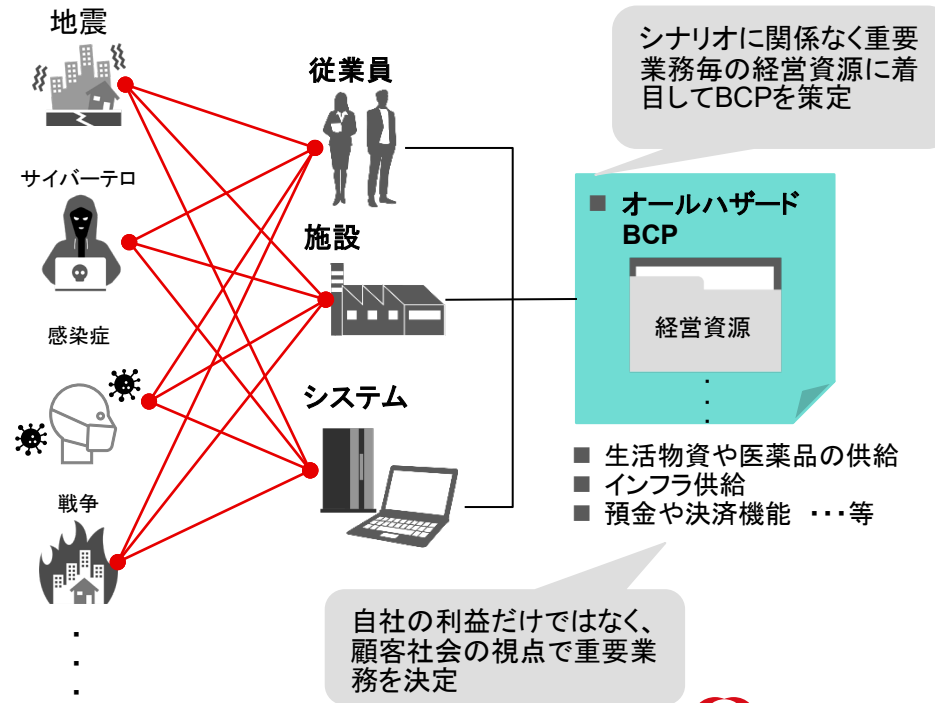 地震
サイバーテロ
感染症
戦争
・
・
・
従業員
施設
システム
シナリオに関係なく重要
業務毎の経営資源に着
目してBCPを策定
■ オールハザード
BCP
経営資源
・
・
・
■ 生活物資や医薬品の供給
■ インフラ供給
■ 預金や決済機能 ・・・等
自社の利益だけではなく、
顧客社会の視点で重要業
務を決定